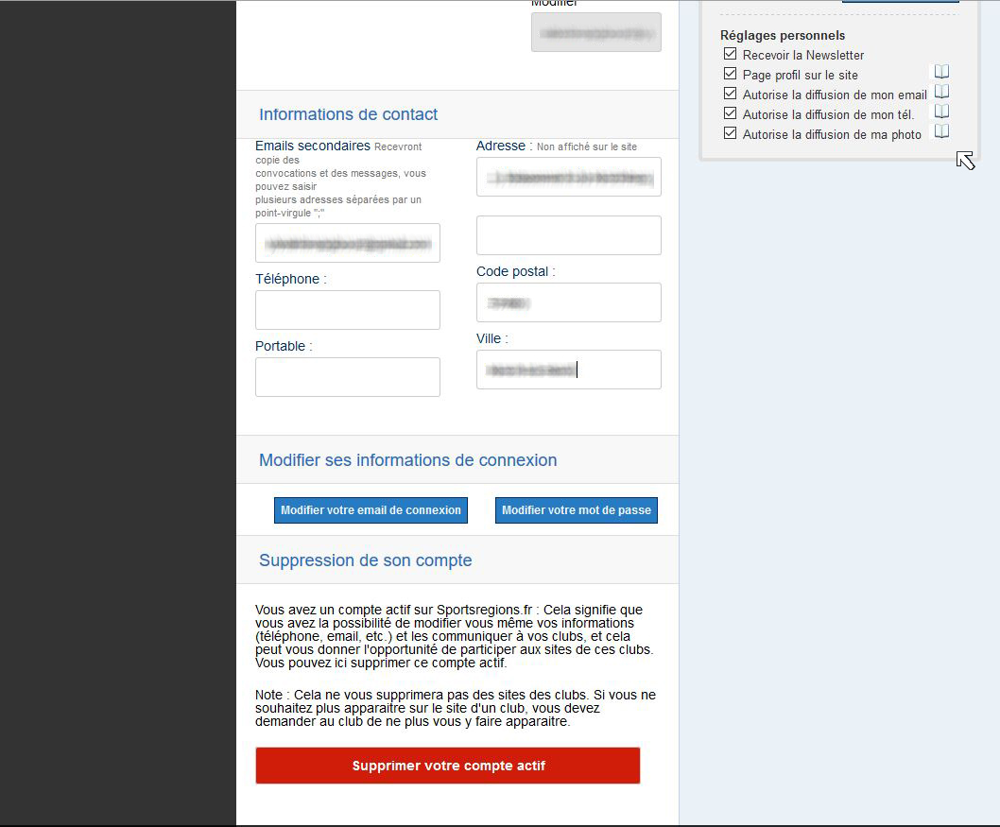 Modifier
Informations de contact
Emails secondaires Recevront
copie des
convocations et des messages, vous
pouvez saisir
plusieurs adresses séparées par un
point-virgule ";"
Téléphone :
Portable :
Adresse : Non affiché sur le site
Code postal :
Ville :
Modifier ses informations de connexion
Modifier votre email de connexion
Modifier votre mot de passe
Suppression de son compte
Vous avez un compte actif sur Sportsregions.fr : Cela signifie que
vous avez la possibilité de modifier vous même vos informations
(téléphone, email, etc.) et les communiquer à vos clubs, et cela
peut vous donner l'opportunité de participer aux sites de ces clubs.
Vous pouvez ici supprimer ce compte actif.
Note : Cela ne vous supprimera pas des sites des clubs. Si vous ne
souhaitez plus apparaitre sur le site d'un club, vous devez
demander au club de ne plus vous y faire apparaitre.
Supprimer votre compte actif
Réglages personnels
Recevoir la Newsletter
Page profil sur le site
Autorise la diffusion de mon email
Autorise la diffusion de mon tél.
Autorise la diffusion de ma photo